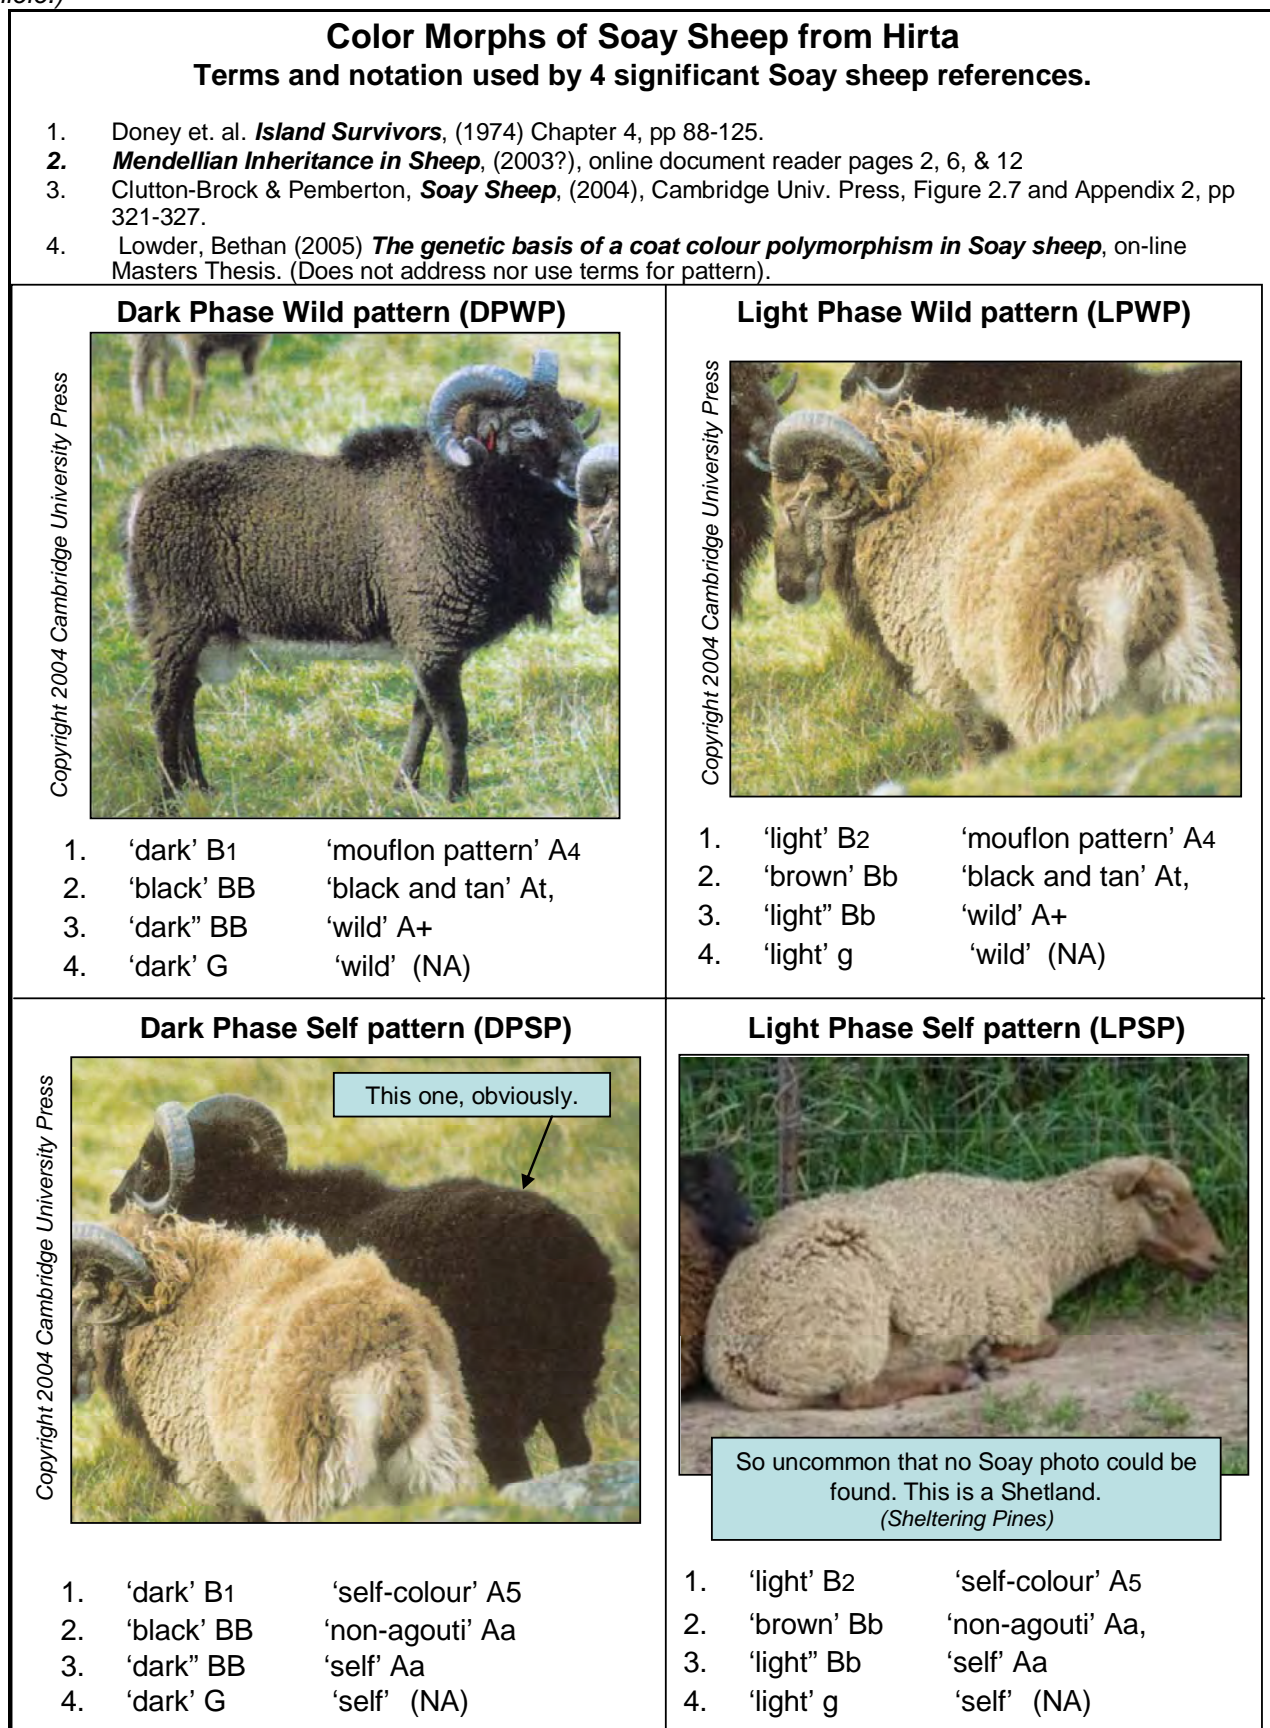 Color Morphs of Soay Sheep from Hirta
Terms and notation used by 4 significant Soay sheep references.
1. Doney et. al. Island Survivors, (1974) Chapter 4, pp 88-125.
2. Mendellian Inheritance in Sheep, (2003?), online document reader pages 2, 6, & 12
3. Clutton-Brock & Pemberton, Soay Sheep, (2004), Cambridge Univ. Press, Figure 2.7 and Appendix 2, pp
321-327.
4. Lowder, Bethan (2005) The genetic basis of a coat colour polymorphism in Soay sheep, on-line
Masters Thesis. (Does not address nor use terms for pattern).
Dark Phase Wild pattern (DPWP)
Copyright 2004 Cambridge University Press
1. ‘dark’ B1 ‘mouflon pattern’ A4
2. ‘black’ BB ‘black and tan’ At,
3. ‘dark” BB ‘wild’ A+
4. ‘dark’ G ‘wild’ (NA)
Light Phase Wild pattern (LPWP)
Copyright 2004 Cambridge University Press
1. ‘light’ B2 ‘mouflon pattern’ A4
2. ‘brown’ Bb ‘black and tan’ At,
3. ‘light” Bb ‘wild’ A+
4. ‘light’ g ‘wild’ (NA)
Dark Phase Self pattern (DPSP)
Copyright 2004 Cambridge University Press
This one, obviously.
1. ‘dark’ B1 ‘self-colour’ A5
2. ‘black’ BB ‘non-agouti’ Aa
3. ‘dark” BB ‘self’ Aa
4. ‘dark’ G ‘self’ (NA)
Light Phase Self pattern (LPSP)
So uncommon that no Soay photo could be
found. This is a Shetland.
(Sheltering Pines)
1. ‘light’ B2 ‘self-colour’ A5
2. ‘brown’ Bb ‘non-agouti’ Aa,
3. ‘light” Bb ‘self’ Aa
4. ‘light’ g ‘self’ (NA)